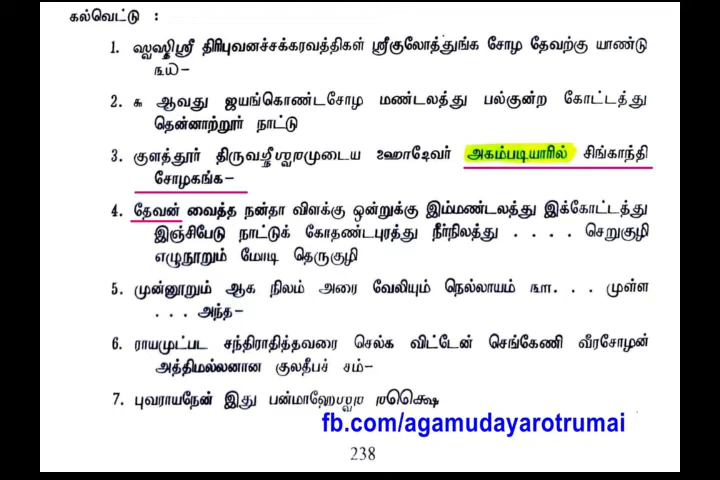 கல்வெட்டு :
1. ஸ்வஸ்திஸ்ரீ திரிபுவனச்சக்கரவத்திகள் ஸ்ரீகுலோத்துங்க சோழ தேவற்கு யாண்டு
௩௰-
2. ௬ ஆவது ஜயங்கொண்டசோழ மண்டலத்து பல்குன்ற கோட்டத்து
தென்னாற்றூர் நாட்டு
3. குளத்தூர் முடைய அகம்படியாரில் சிங்காந்தி
சோழகங்க-
4. தேவன் வைத்த நன்தா விளக்கு ஒன்றுக்கு இம்மண்டலத்து இக்கோட்டத்து
இஞ்சிபேடு நாட்டுக் கோதண்டபுரத்து நீர்நிலத்து . . . . செறுகுழி
எழுநூறும் மோடி தெருகுழி
5. முன்னூறும் ஆக நிலம் அரை வேலியும் நெல்லாயம் . . . முள்ள
. . . அந்த-
6. ராயமுட்பட சந்திராதித்தவரை செல்க விட்டேன் செங்கேணி வீரசோழன்
அத்திமல்லனான குலதீபச் சம்-
7. புவராயநேன் இது
fb.com/agamudayarotrumai
238